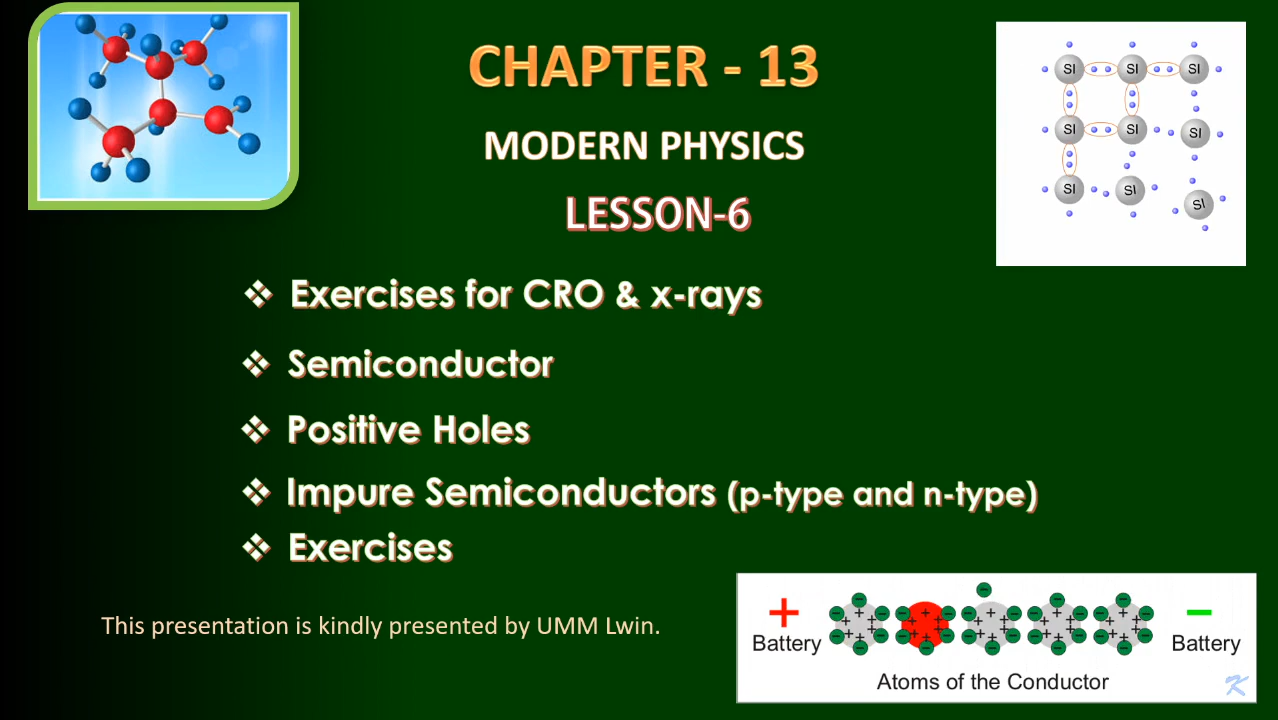 CHAPTER - 13
MODERN PHYSICS
LESSON-6
SI SI SI
SI SI SI
SI SI SI
❖ Exercises for CRO & x-rays
❖ Semiconductor
❖ Positive Holes
❖ Impure Semiconductors (p-type and n-type)
❖ Exercises
This presentation is kindly presented by UMM Lwin.
+ −
Battery Battery
Atoms of the Conductor
K